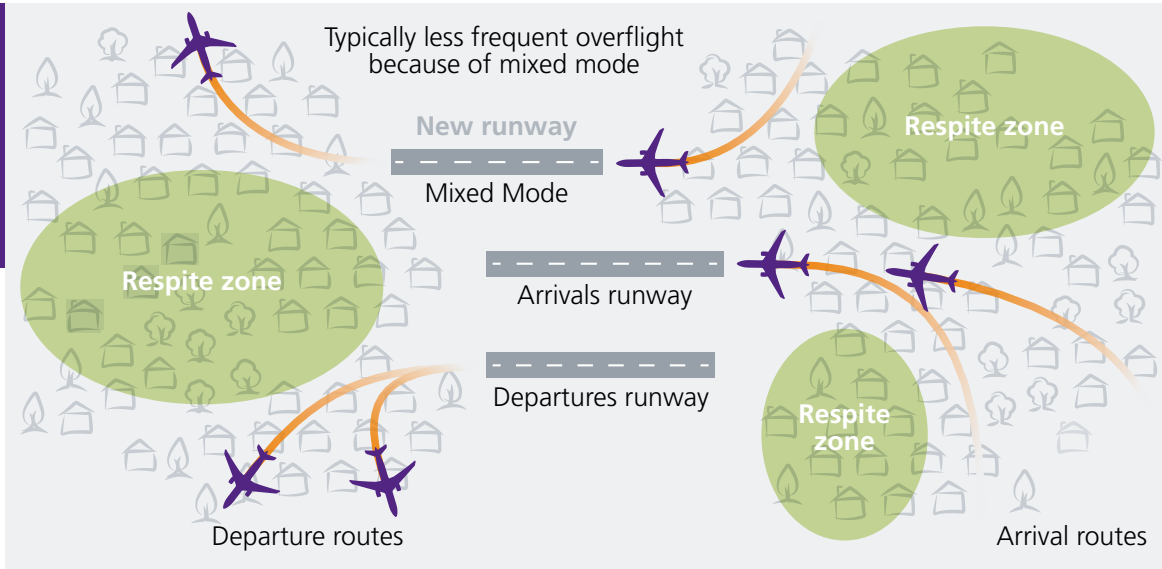 Typically less frequent overflight
because of mixed mode
New runway
Respite zone
Mixed Mode
Respite zone
Arrivals runway
Departures runway
Respite
zone
Departure routes
Arrival routes